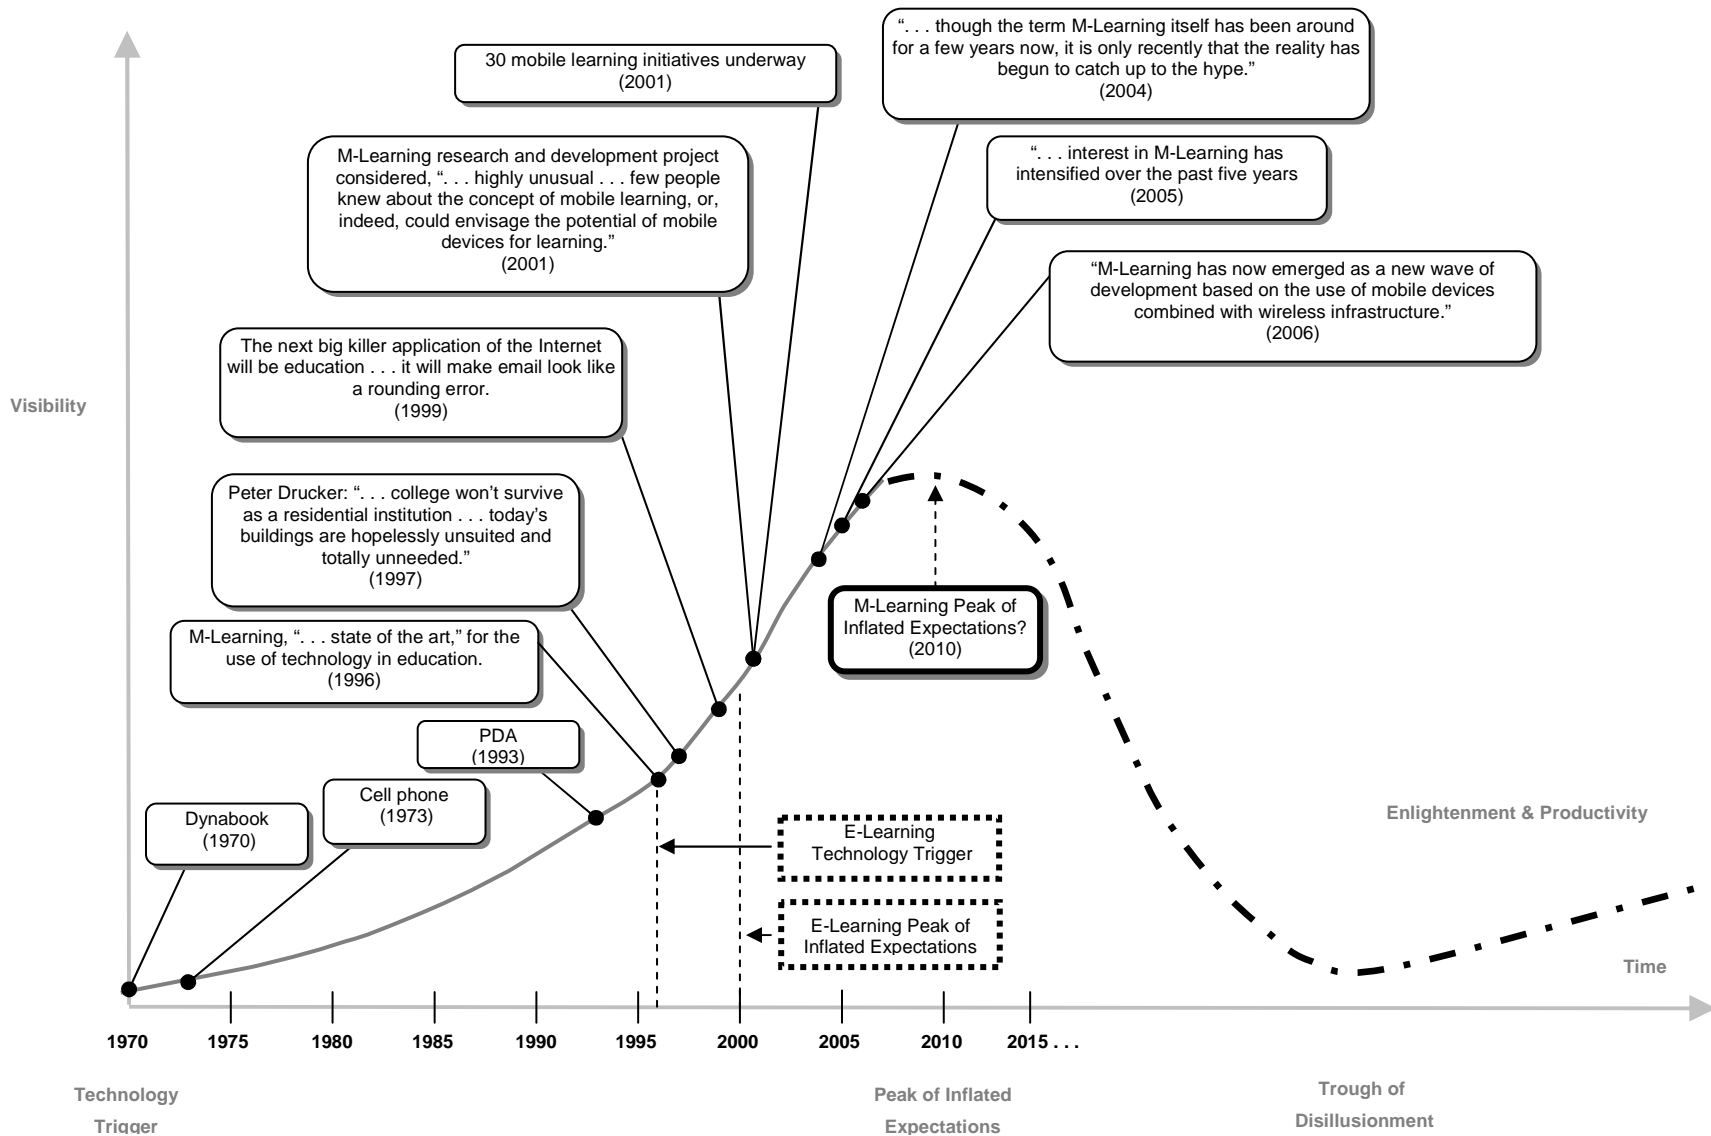 “. . . though the term M-Learning itself has been around
for a few years now, it is only recently that the reality has
begun to catch up to the hype.”
(2004)
30 mobile learning initiatives underway
(2001)
“. . . interest in M-Learning has
intensified over the past five years
(2005)
M-Learning research and development project
considered, “. . . highly unusual . . . few people
knew about the concept of mobile learning, or,
indeed, could envisage the potential of mobile
devices for learning.”
(2001)
“M-Learning has now emerged as a new wave of
development based on the use of mobile devices
combined with wireless infrastructure.”
(2006)
The next big killer application of the Internet
will be education . . . it will make email look like
a rounding error.
(1999)
Visibility
Peter Drucker: “. . . college won’t survive
as a residential institution . . . today’s
buildings are hopelessly unsuited and
totally unneeded.”
(1997)
M-Learning Peak of
Inflated Expectations?
(2010)
M-Learning, “. . . state of the art,” for the
use of technology in education.
(1996)
PDA
(1993)
Cell phone
(1973)
Dynabook
(1970)
E-Learning
Technology Trigger
Enlightenment & Productivity
E-Learning Peak of
Inflated Expectations
Time
1970 1975 1980 1985 1990 1995 2000 2005 2010 2015 . . .
Technology
Trigger
Peak of Inflated
Expectations
Trough of
Disillusionment